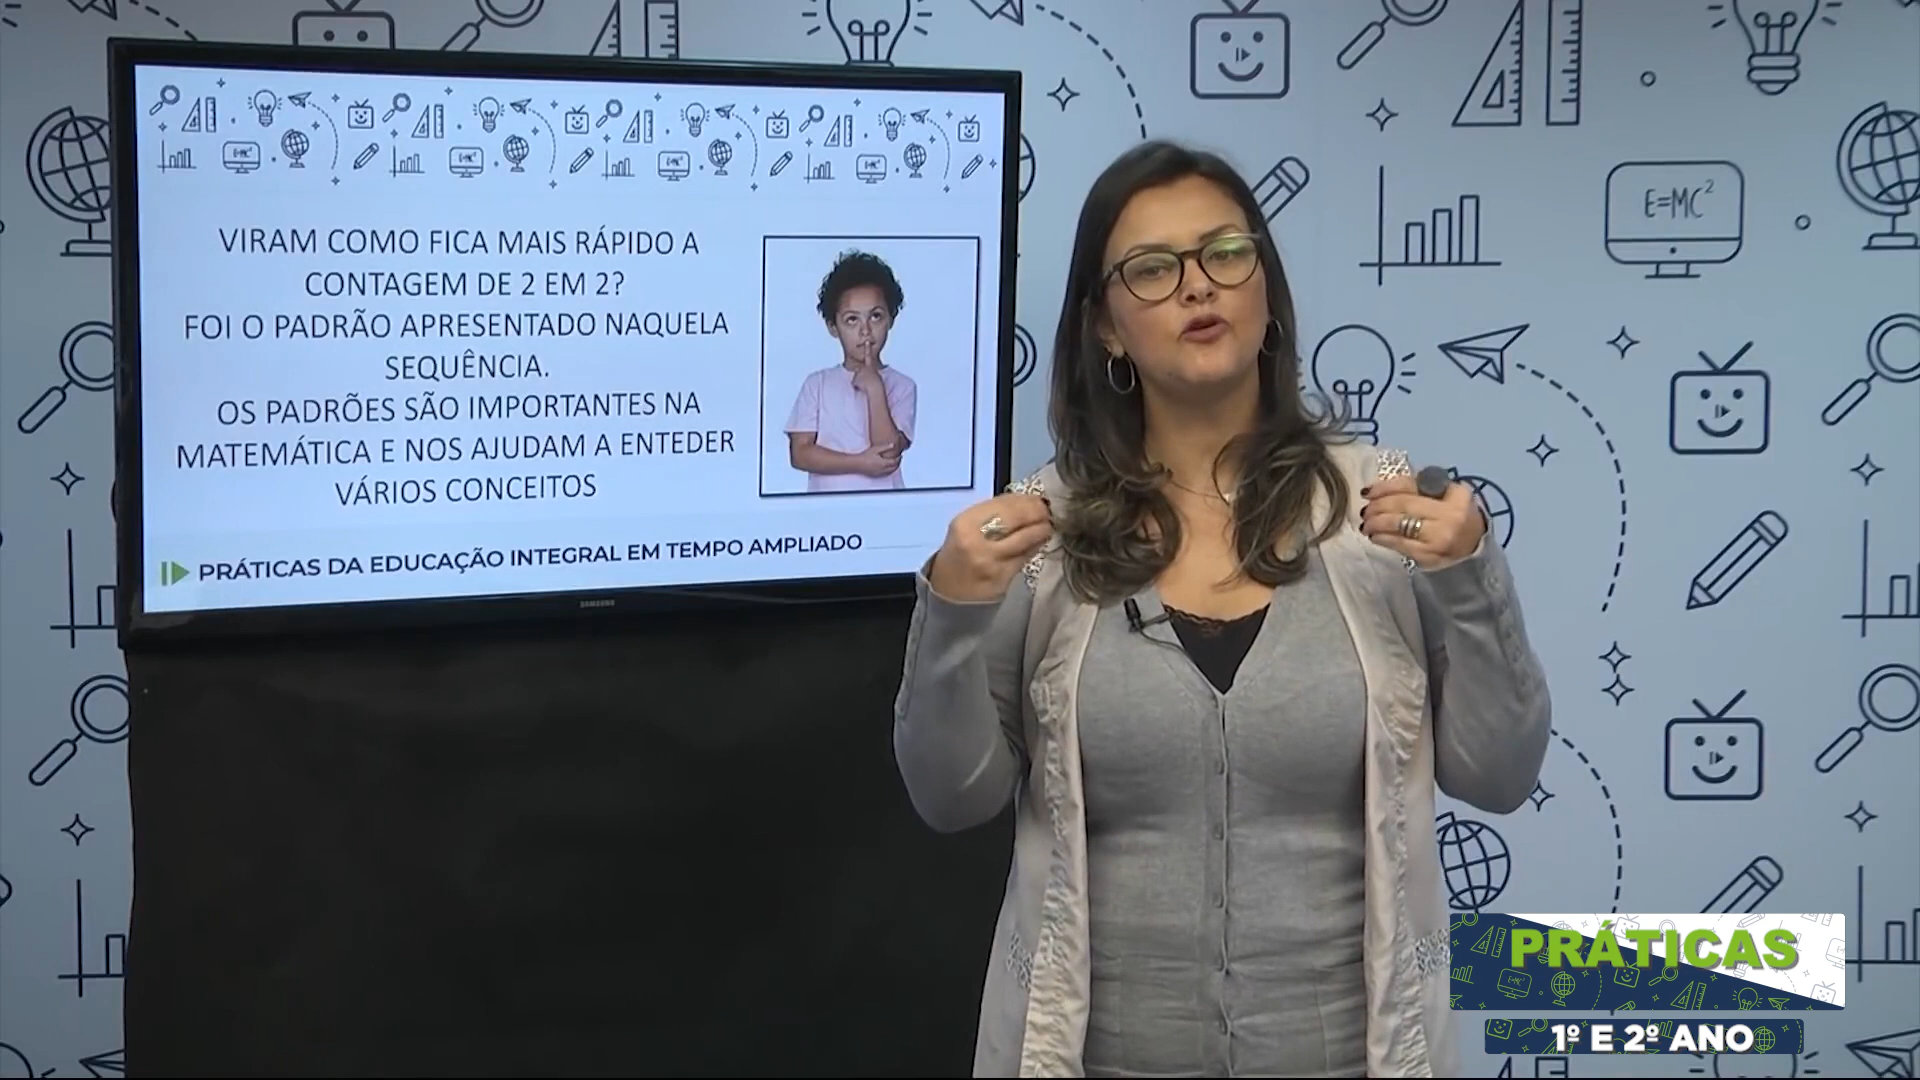 VIRAM COMO FICA MAIS RÁPIDO A
CONTAGEM DE 2 EM 2?
FOI O PADRÃO APRESENTADO NAQUELA
SEQUÊNCIA.
OS PADRÕES SÃO IMPORTANTES NA
MATEMÁTICA E NOS AJUDAM A ENTEDER
VÁRIOS CONCEITOS
PRÁTICAS DA EDUCAÇÃO INTEGRAL EM TEMPO AMPLIADO
SAMSUNG
E=MC²
PRÁTICAS
1º E 2º ANO